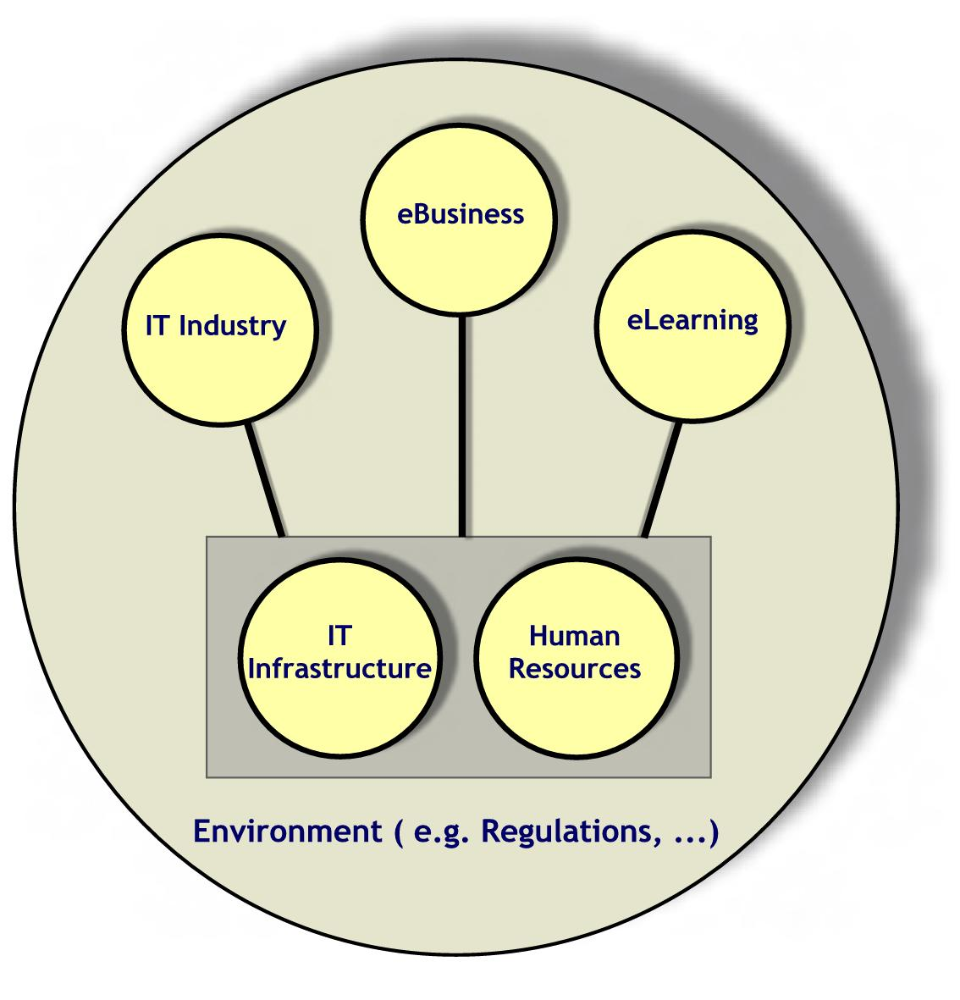 eBusiness
IT Industry
eLearning
IT
Infrastructure
Human
Resources
Environment ( e.g. Regulations, ...)